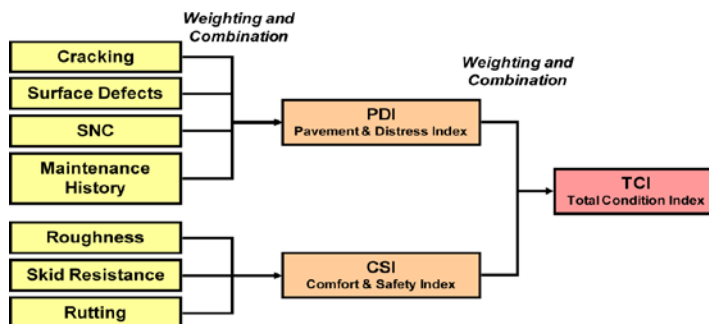 Weighting and
Combination
Cracking
Surface Defects
SNC
Maintenance
History
Roughness
Skid Resistance
Rutting
PDI
Pavement & Distress Index
CSI
Comfort & Safety Index
Weighting and
Combination
TCI
Total Condition Index